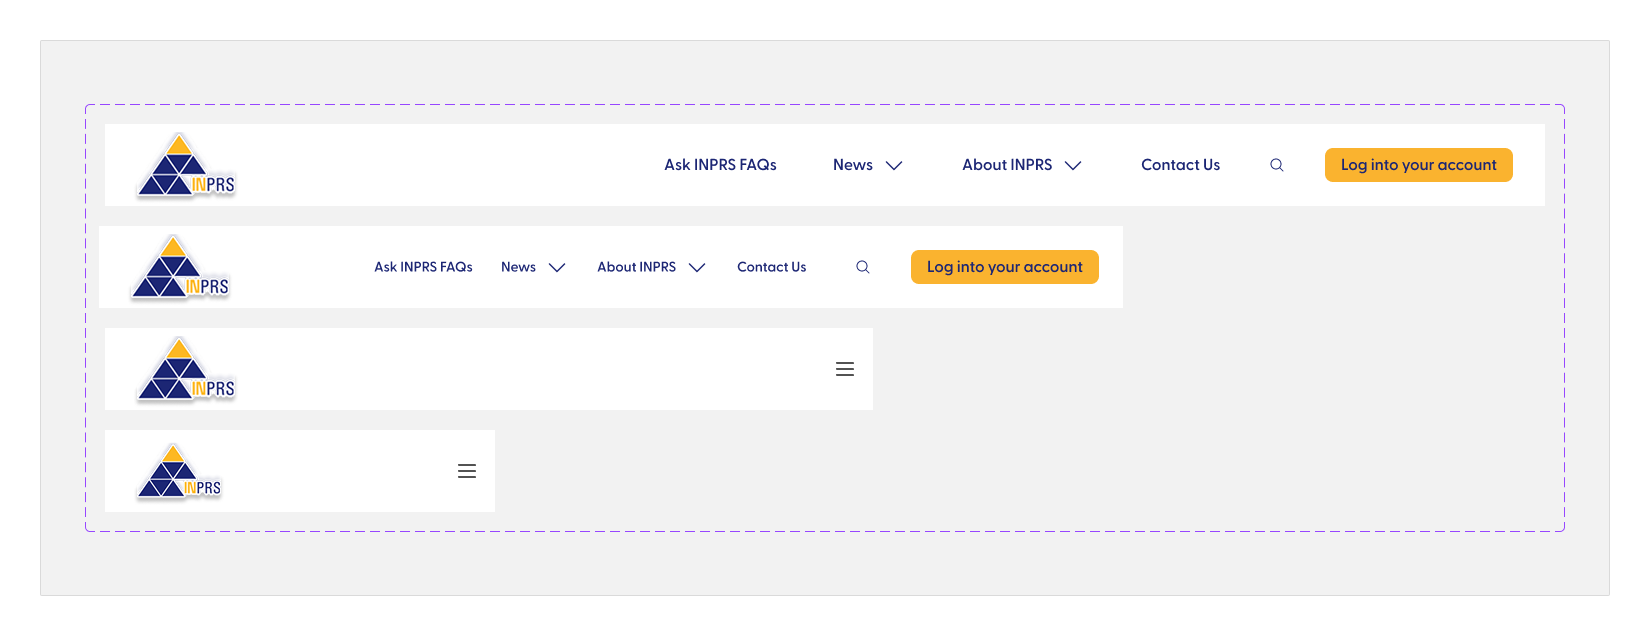 INPRS
Ask INPRS FAQs
News
About INPRS
Contact Us
Log into your account
INPRS
Ask INPRS FAQs
News
About INPRS
Contact Us
Log into your account
INPRS
INPRS